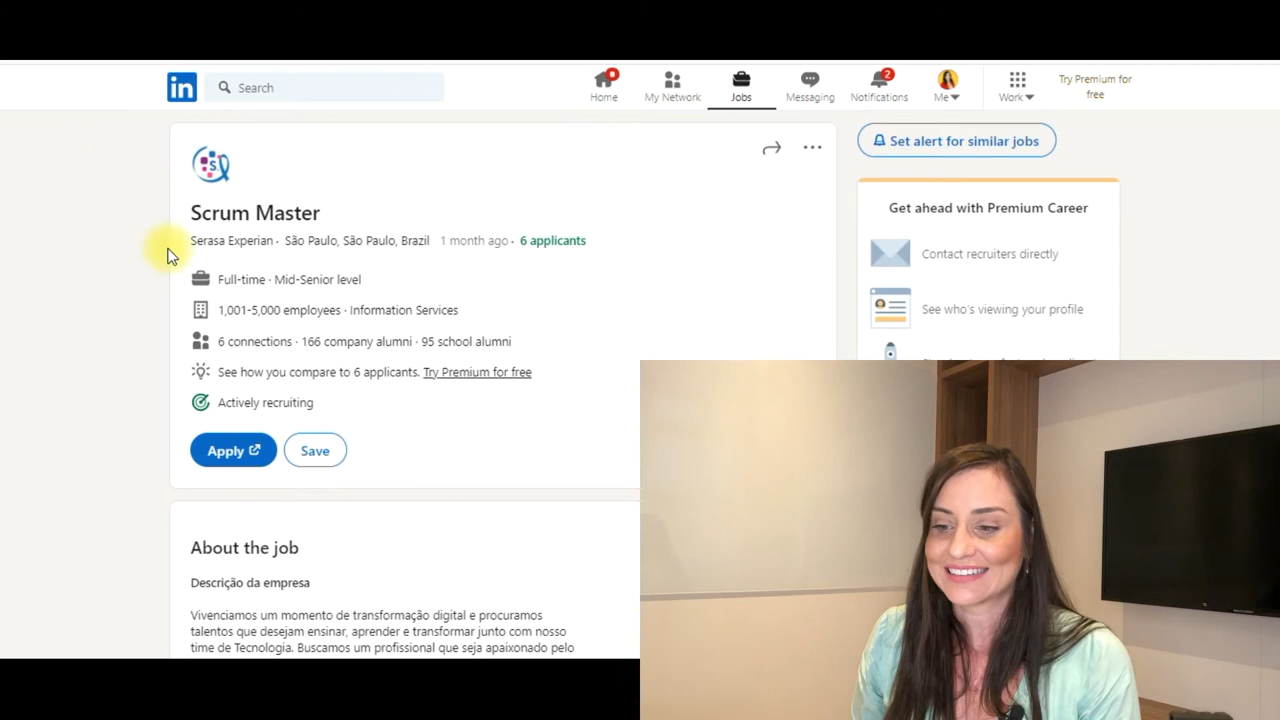 in
Search
Home
My Network
Jobs
Messaging
2
Notifications
Me
Work
Try Premium for
free
S
Scrum Master
Serasa Experian · São Paulo, São Paulo, Brazil 1 month ago · 6 applicants
Full-time · Mid-Senior level
1,001-5,000 employees · Information Services
6 connections · 166 company alumni · 95 school alumni
See how you compare to 6 applicants. Try Premium for free
Actively recruiting
Apply
Save
About the job
Descrição da empresa
Vivenciamos um momento de transformação digital e procuramos
talentos que desejam ensinar, aprender e transformar junto com nosso
time de Tecnologia. Buscamos um profissional que seja apaixonado pelo
Set alert for similar jobs
Get ahead with Premium Career
Contact recruiters directly
See who's viewing your profile